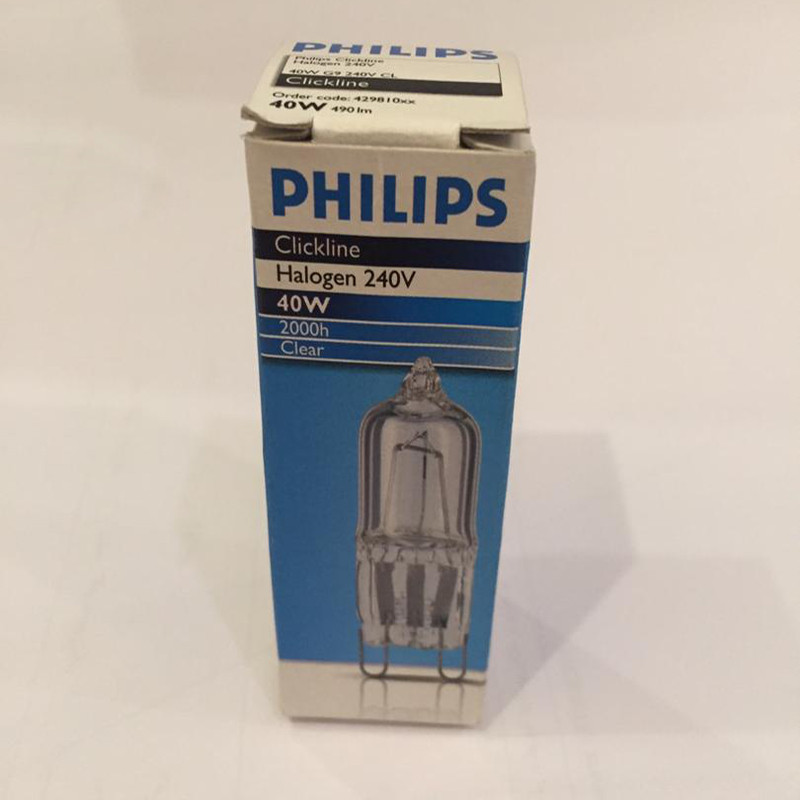 PHILIPS
Philips Clickline
Halogen 240V
40W G9 240V CL
Clickline
Order code: 429810xx
40W 490 lm
PHILIPS
Clickline
Halogen 240V
40W
2000h
Clear